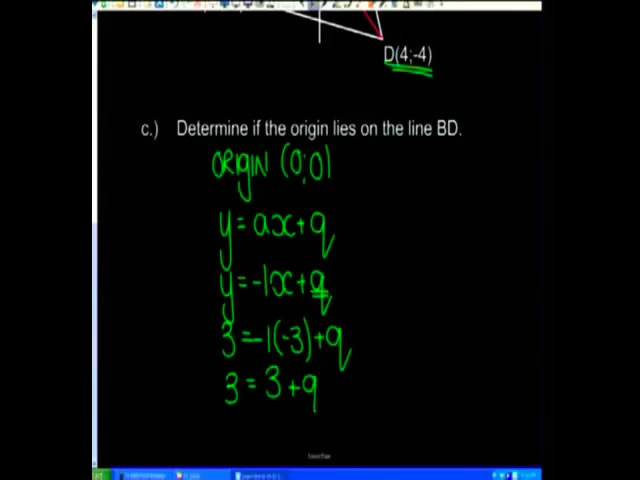 D(4;-4)
c.) Determine if the origin lies on the line BD.
ORIGIN (0;0)
y = ax + q
y = -1x + q
3 = -1(-3) + q
3 = 3 + q